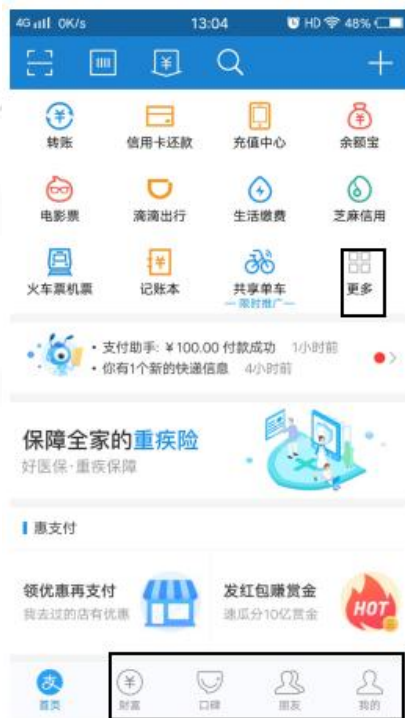 4G 0K/s 13:04 HD 48%
转账 信用卡还款 充值中心 余额宝
电影票 滴滴出行 生活缴费 芝麻信用
火车票机票 记账本 共享单车 更多
限时推广
· 支付助手: ¥100.00 付款成功 1小时前
· 你有1个新的快递信息 4小时前
保障全家的重疾险
好医保·重疾保障
惠支付
领优惠再支付 发红包赚赏金
我去过的店有优惠 速瓜分10亿赏金
HOT
支
首页 财富 口碑 朋友 我的